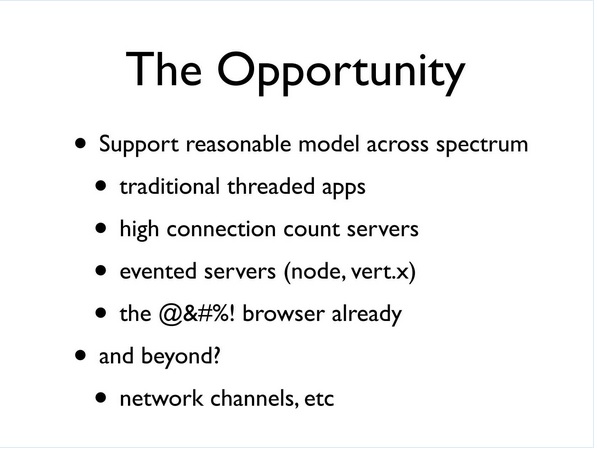 The Opportunity
• Support reasonable model across spectrum
• traditional threaded apps
• high connection count servers
• evented servers (node, vert.x)
• the @&#%! browser already
• and beyond?
• network channels, etc